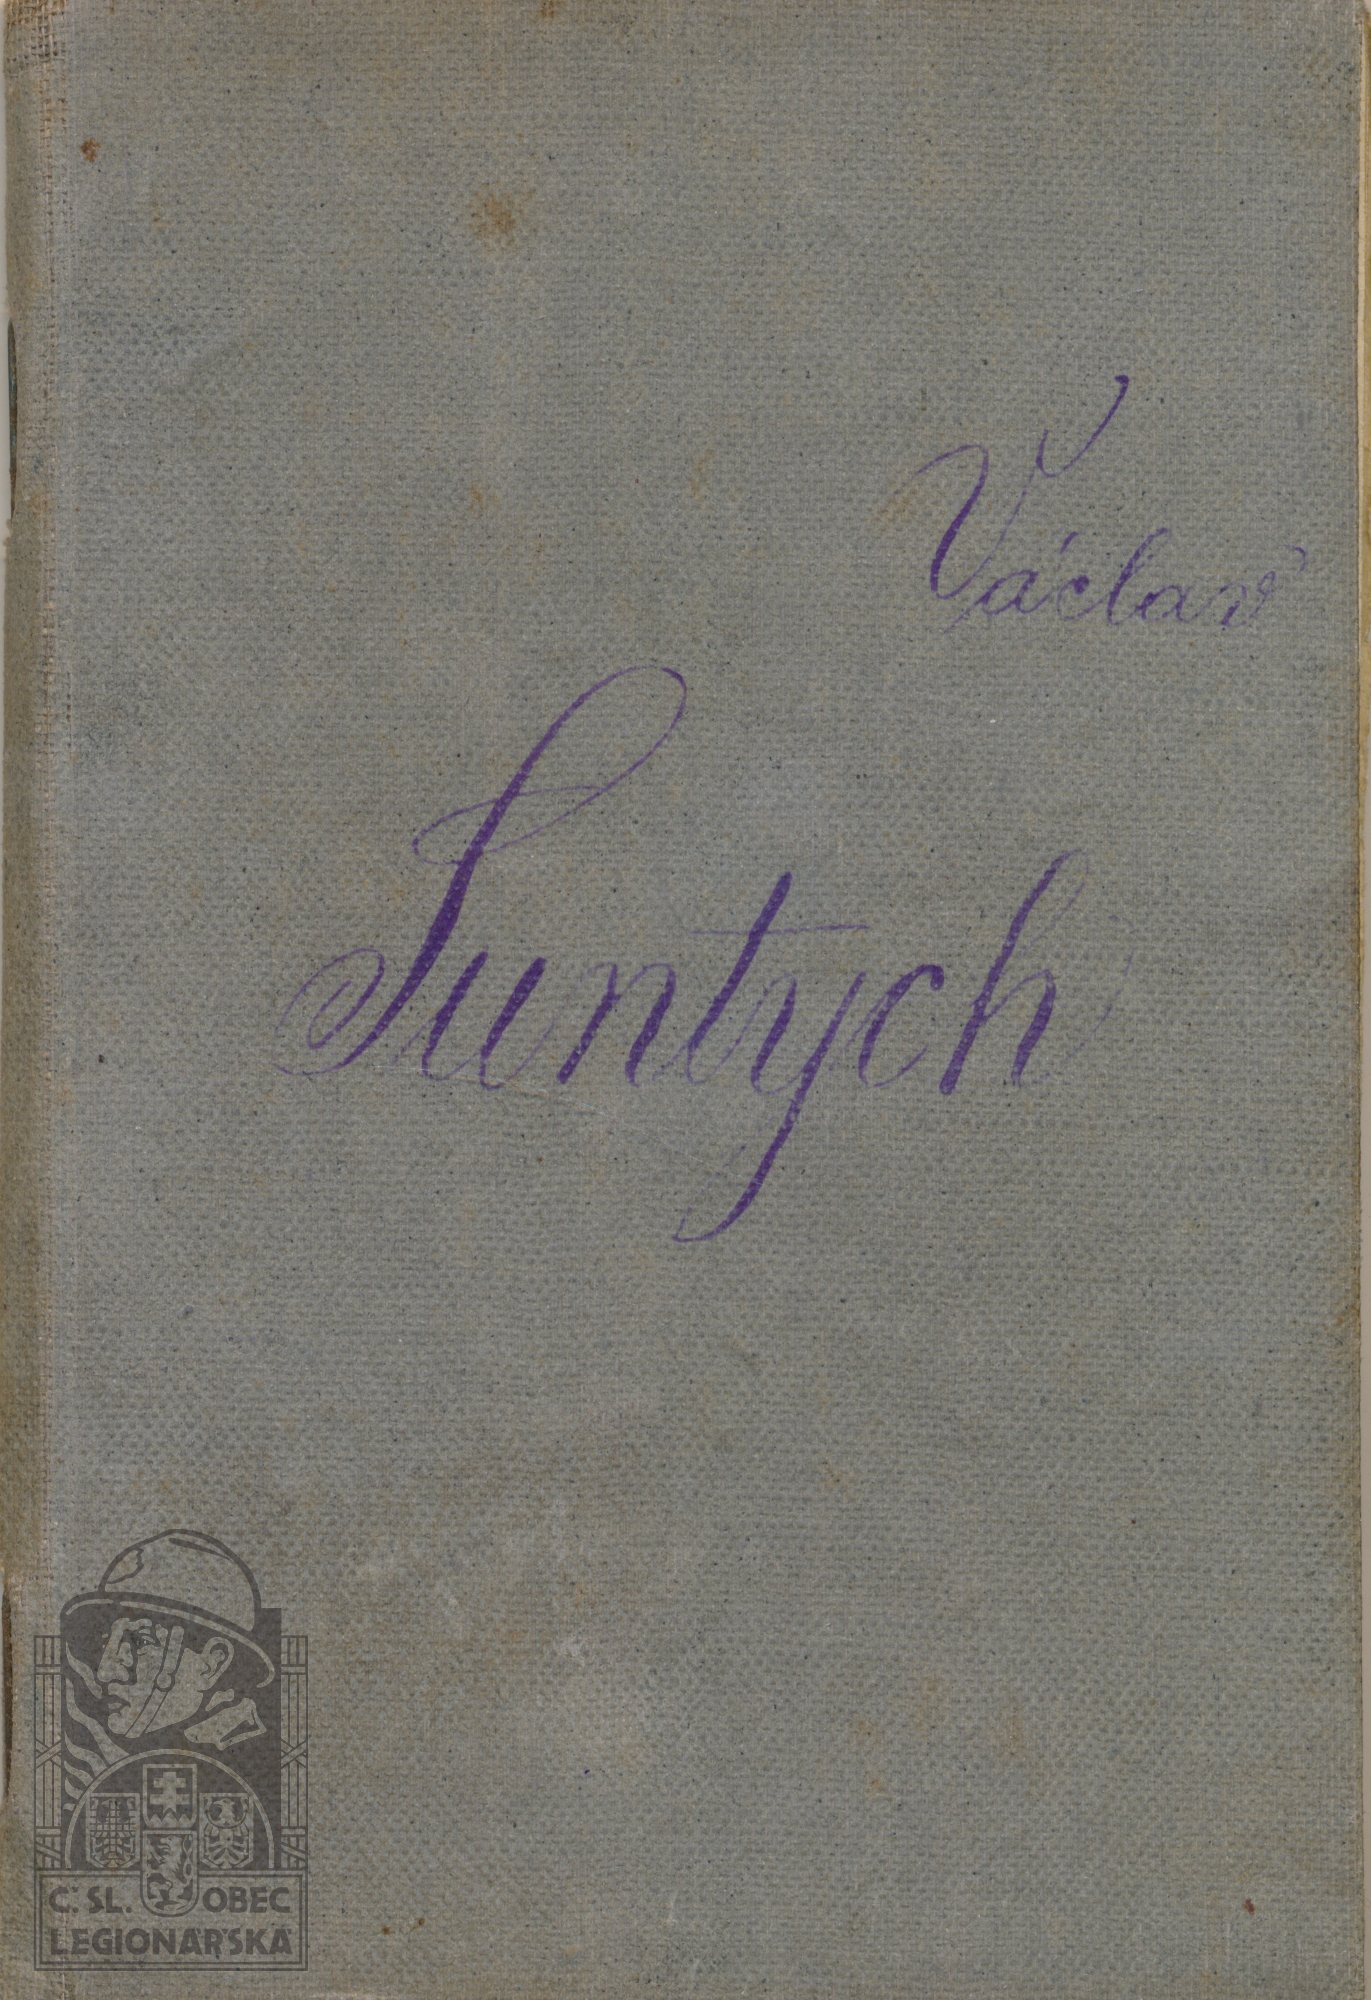 Václav
Suntych
Č. SL. OBEC
LEGIONÁŘSKÁ